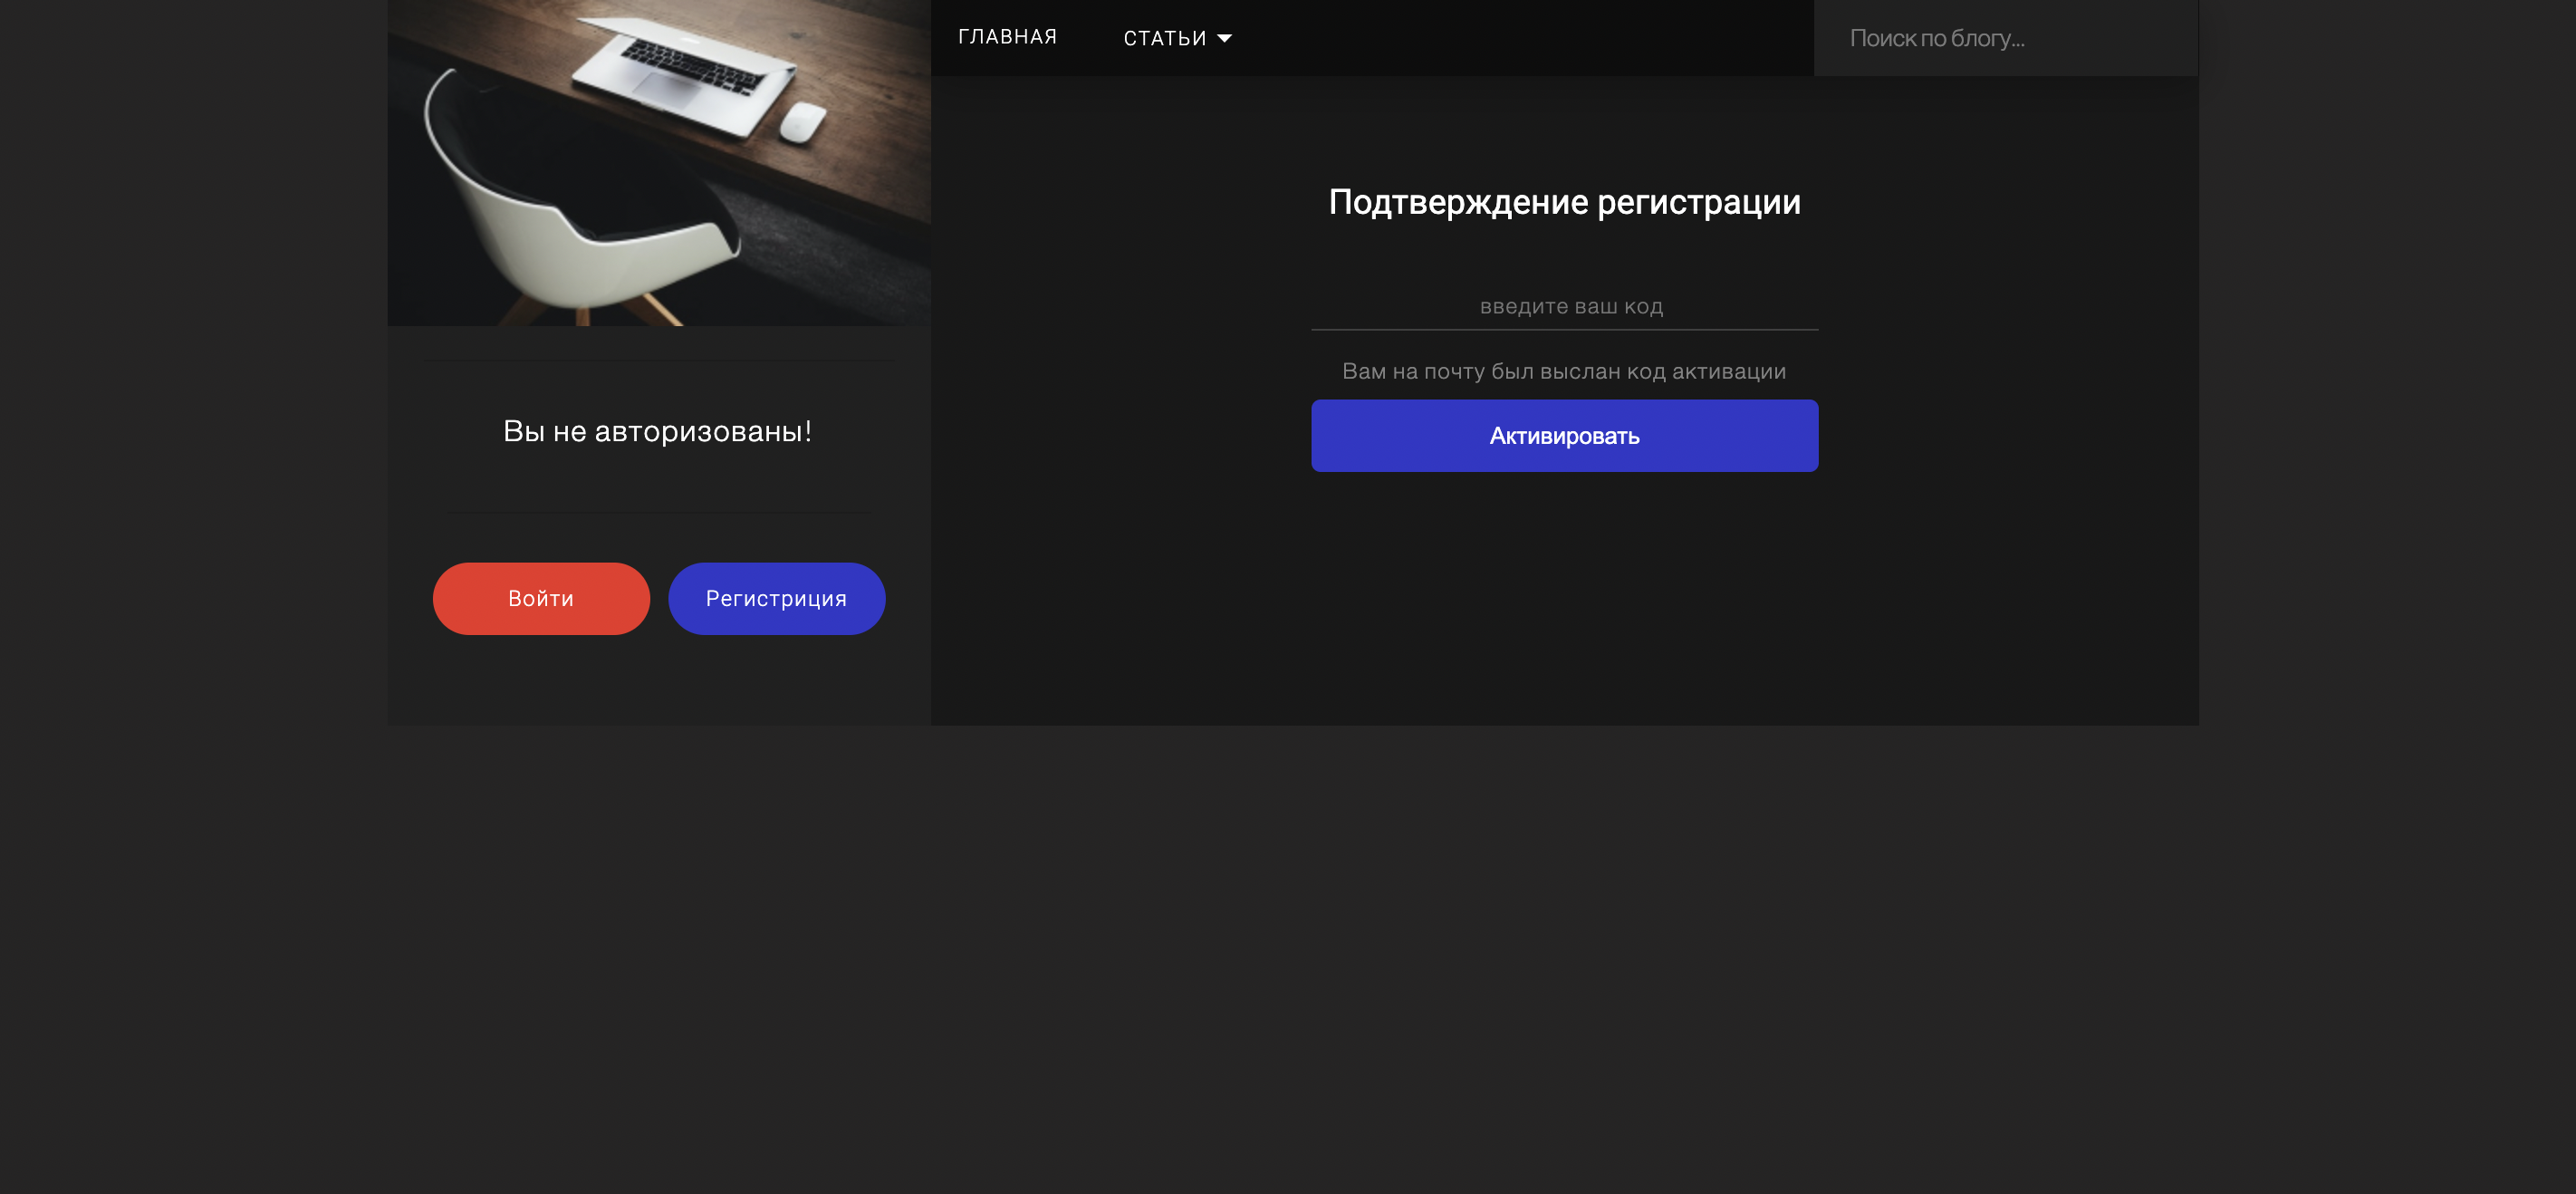 ГЛАВНАЯ
СТАТЬИ
Поиск по блогу...
Подтверждение регистрации
введите ваш код
Вам на почту был выслан код активации
Активировать
Вы не авторизованы!
Войти
Регистриция